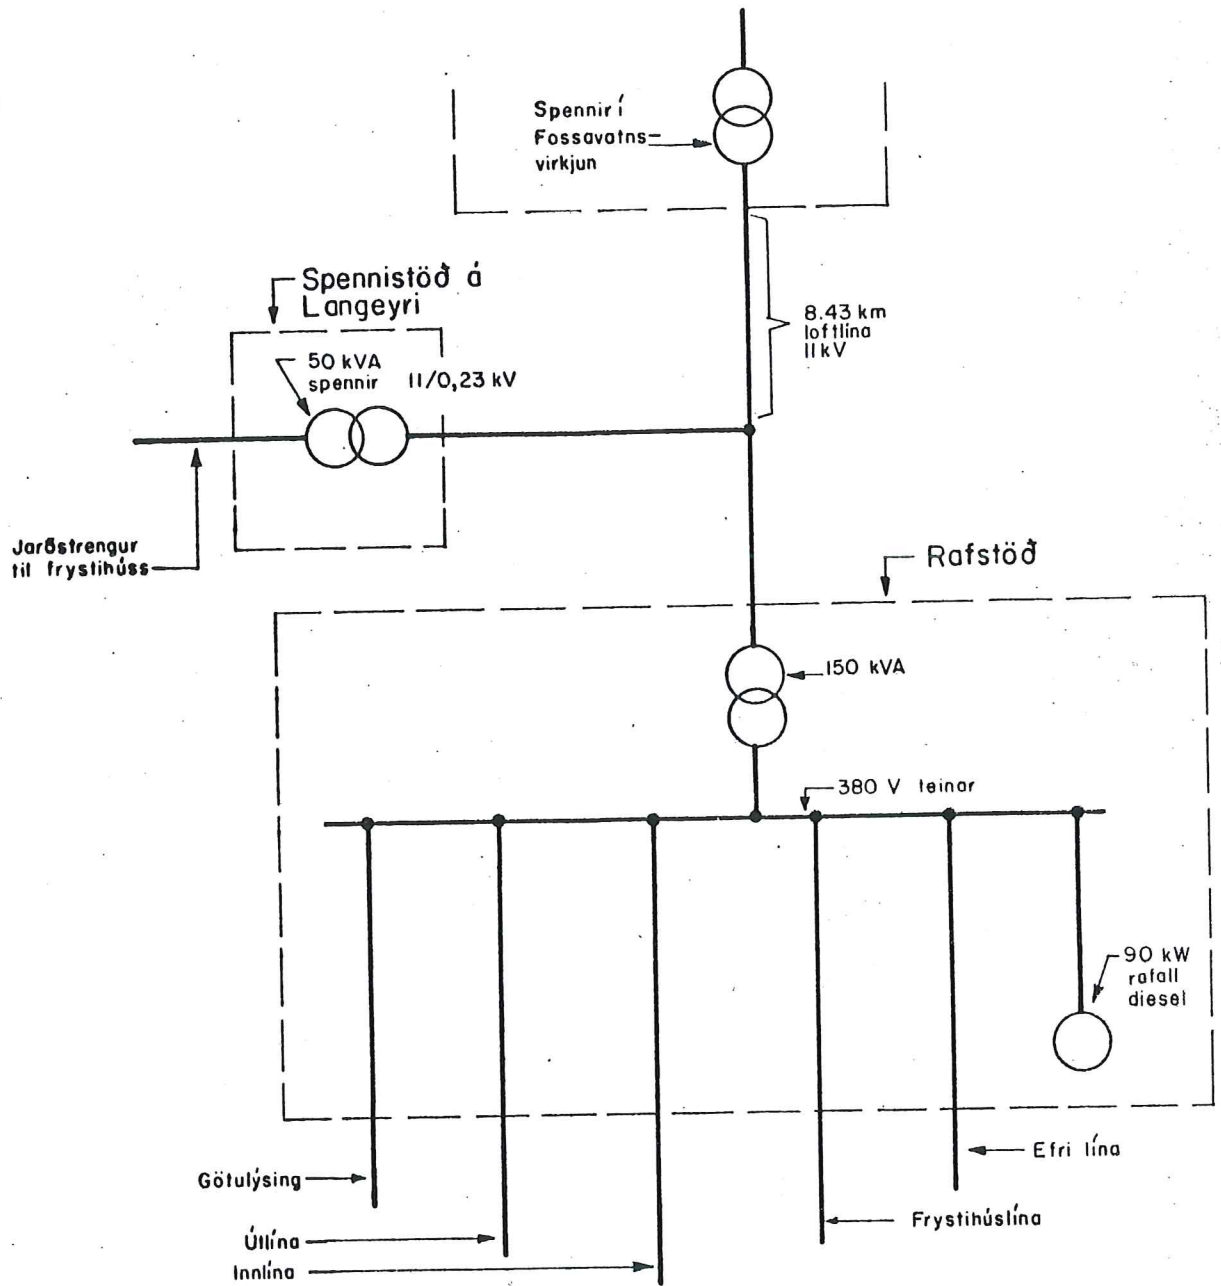 Spennir í
Fossavatns-
virkjun
Spennistöð á
Langeyri
8.43 km
loftlína
11 kV
50 kVA
spennir 11/0,23 kV
Jarðstrengur
til frystihúss
Rafstöð
150 kVA
380 V teinar
90 kW
rafall
diesel
Efri lína
Götulýsing
Frystihúslína
Útlína
Innlína